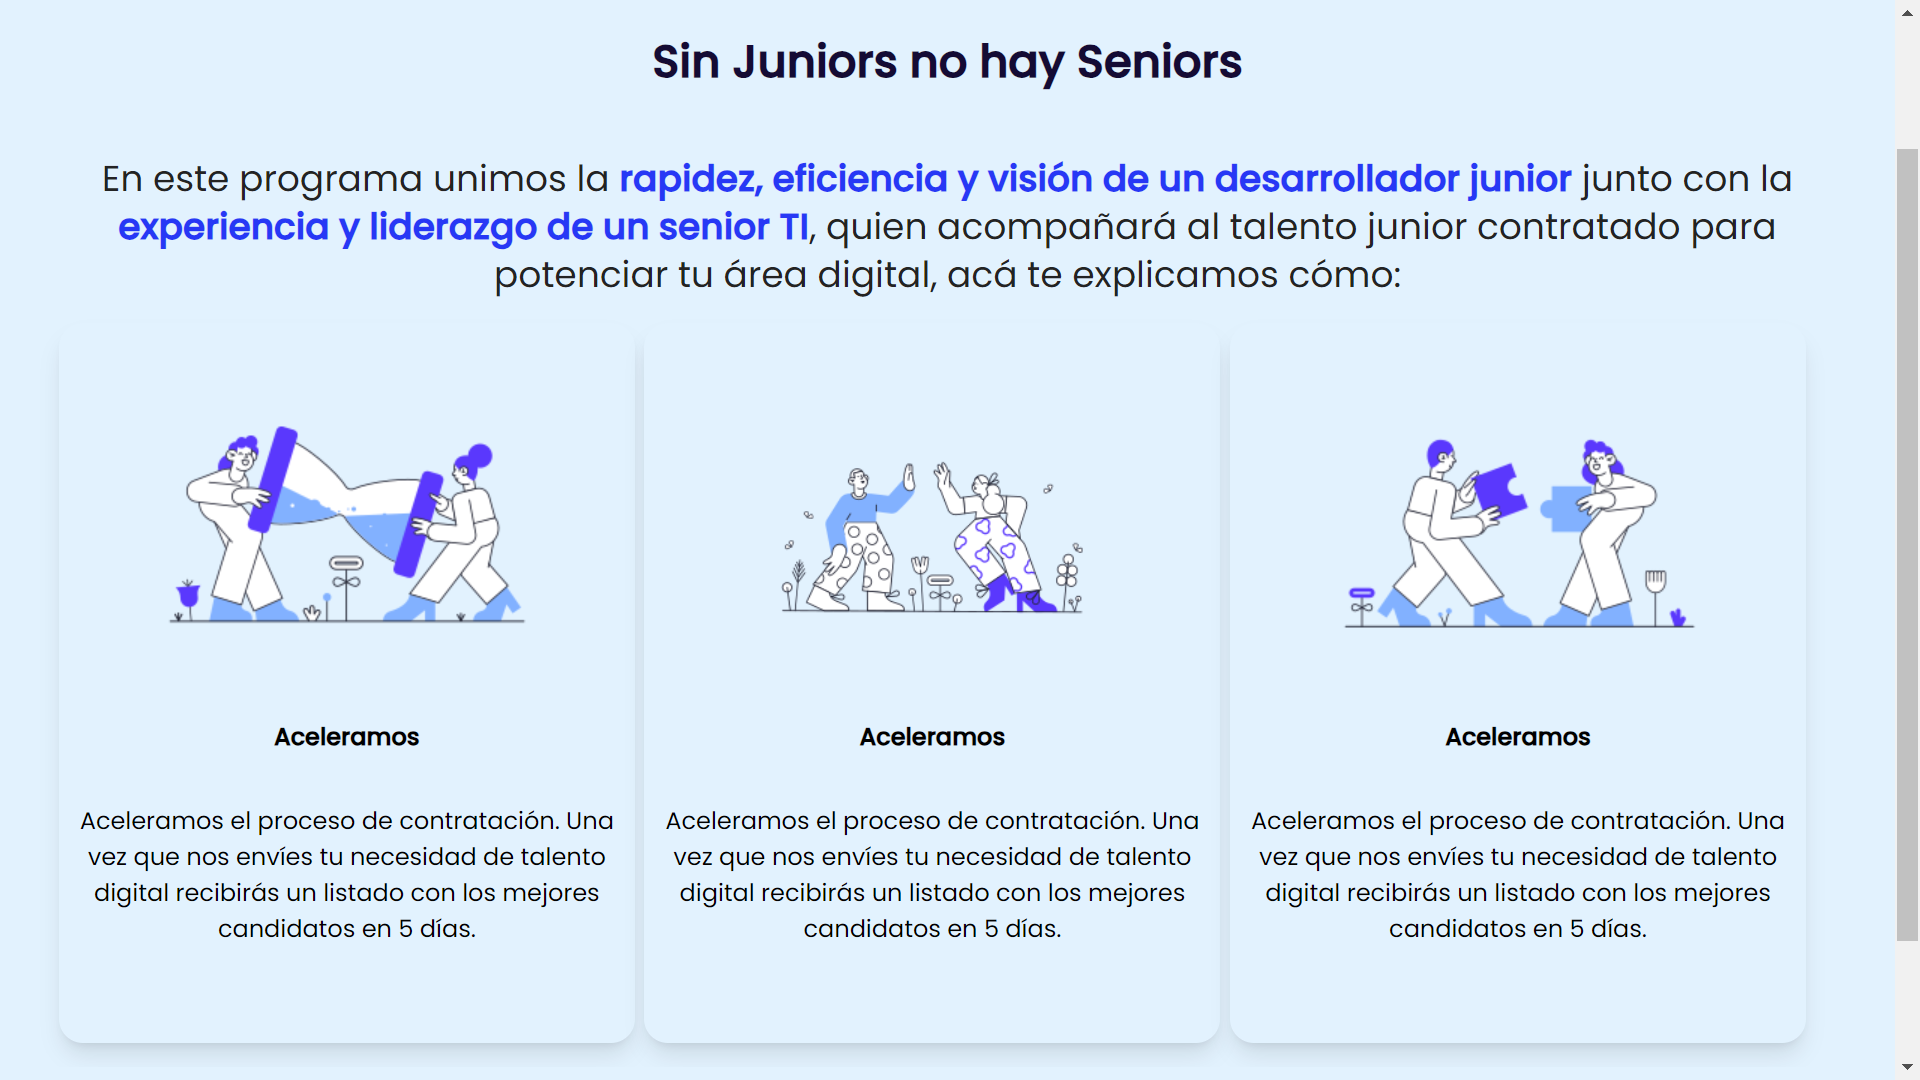 Sin Juniors no hay Seniors
En este programa unimos la rapidez, eficiencia y visión de un desarrollador junior junto con la
experiencia y liderazgo de un senior TI, quien acompañará al talento junior contratado para
potenciar tu área digital, acá te explicamos cómo:
Aceleramos
Aceleramos el proceso de contratación. Una
vez que nos envíes tu necesidad de talento
digital recibirás un listado con los mejores
candidatos en 5 días.
Aceleramos
Aceleramos el proceso de contratación. Una
vez que nos envíes tu necesidad de talento
digital recibirás un listado con los mejores
candidatos en 5 días.
Aceleramos
Aceleramos el proceso de contratación. Una
vez que nos envíes tu necesidad de talento
digital recibirás un listado con los mejores
candidatos en 5 días.